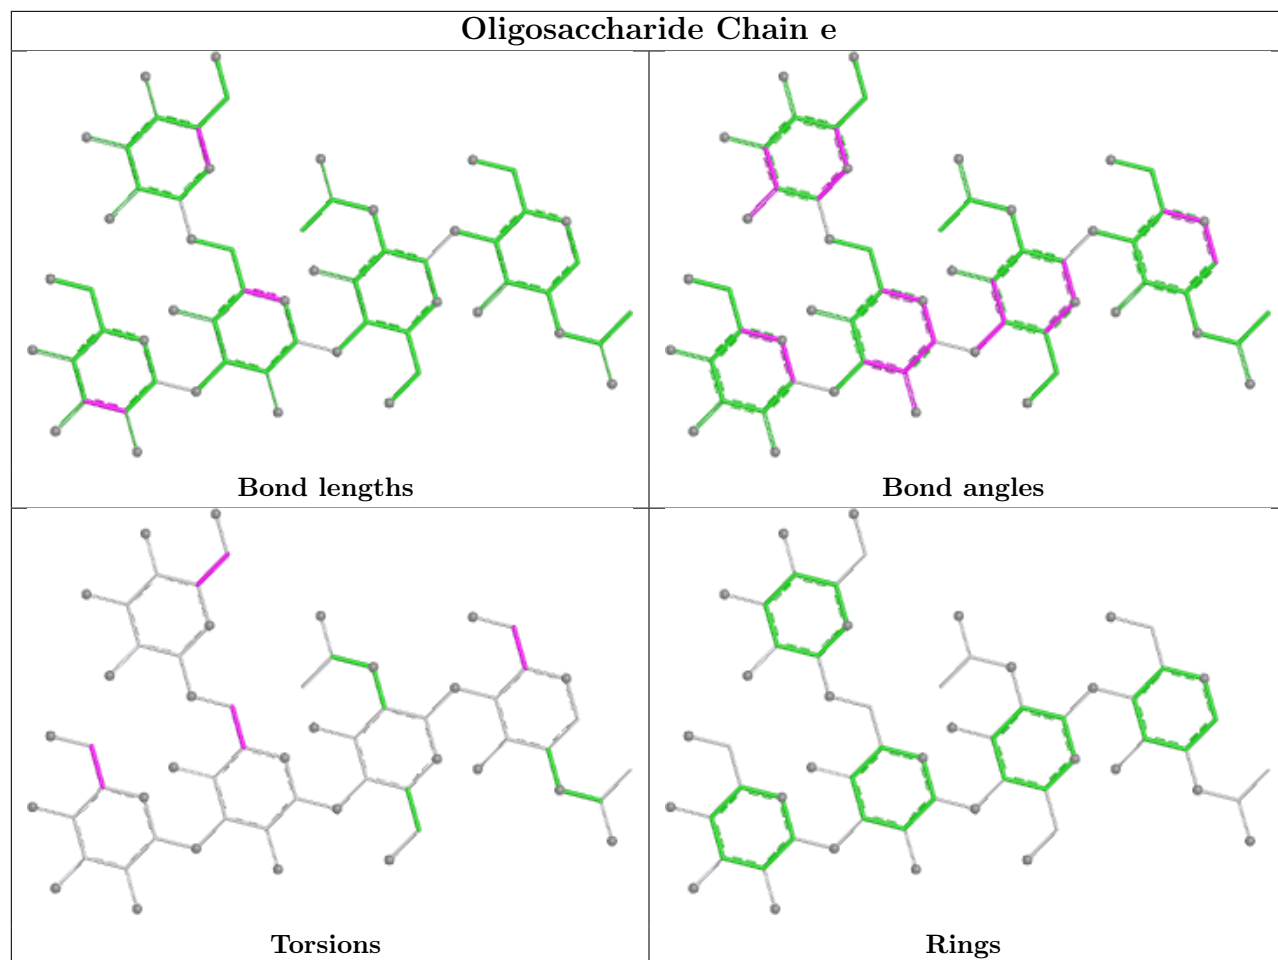 Oligosaccharide Chain e
Bond lengths
Bond angles
Torsions
Rings